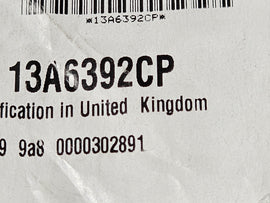 *13A6392CP*
13A6392CP
fication in United Kingdom
9 9a8 0000302891